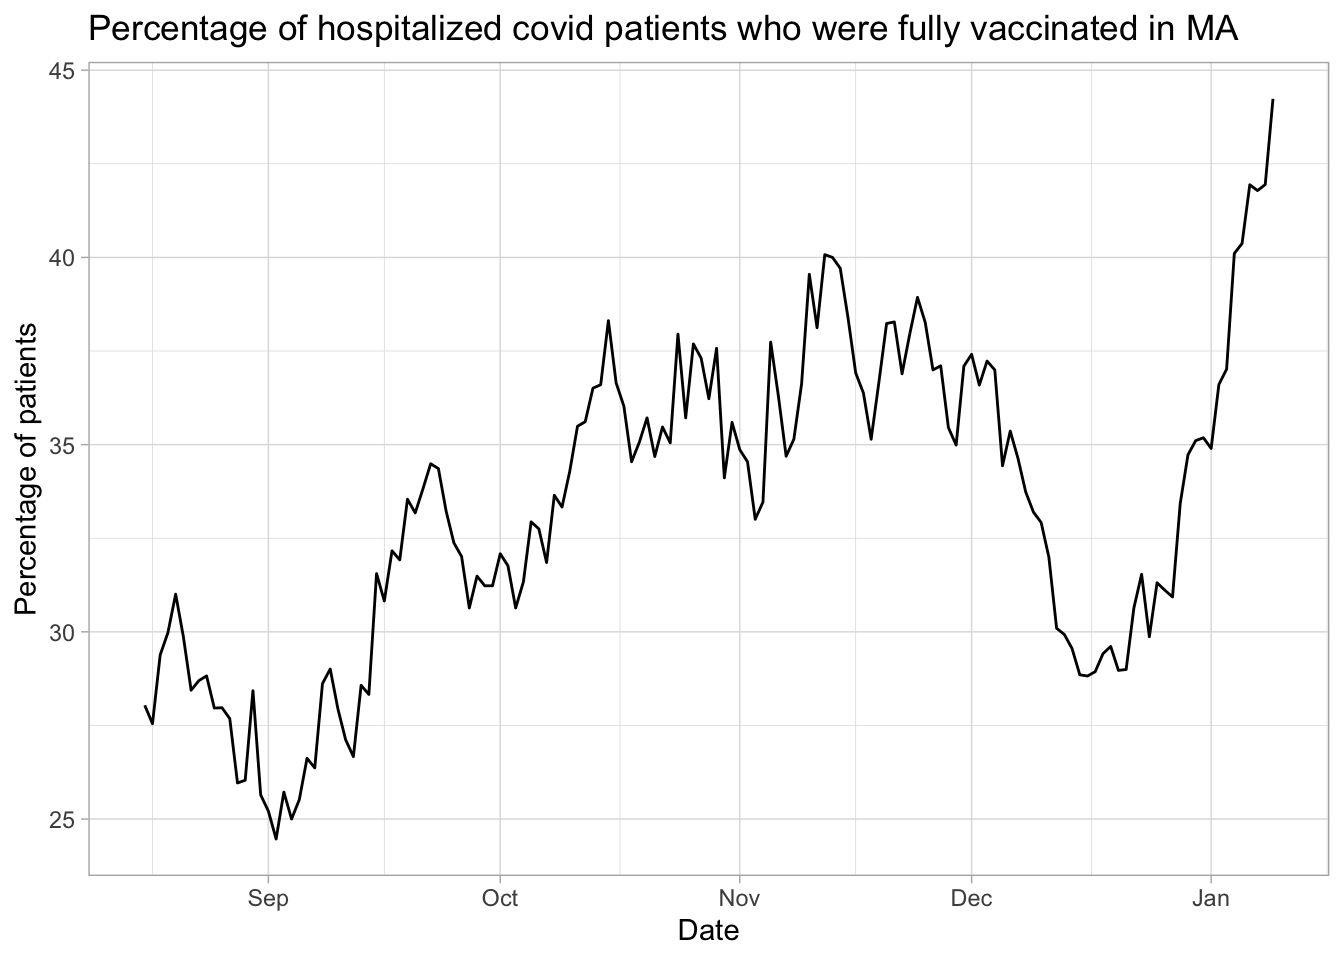 Percentage of hospitalized covid patients who were fully vaccinated in MA
45
40
35
30
25
Percentage of patients
Sep Oct Nov Dec Jan
Date